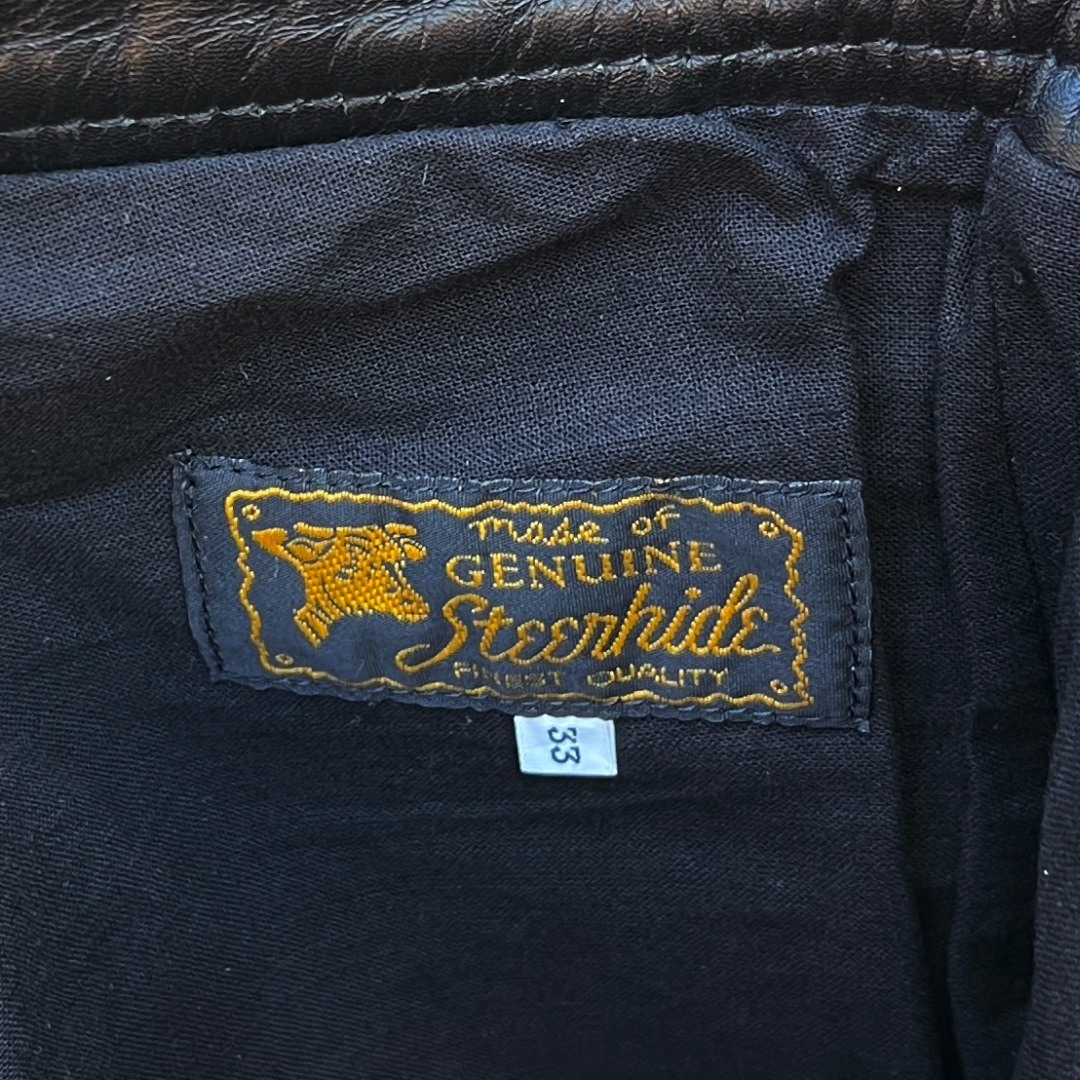 made of
GENUINE
Steerhide
FINEST QUALITY
33